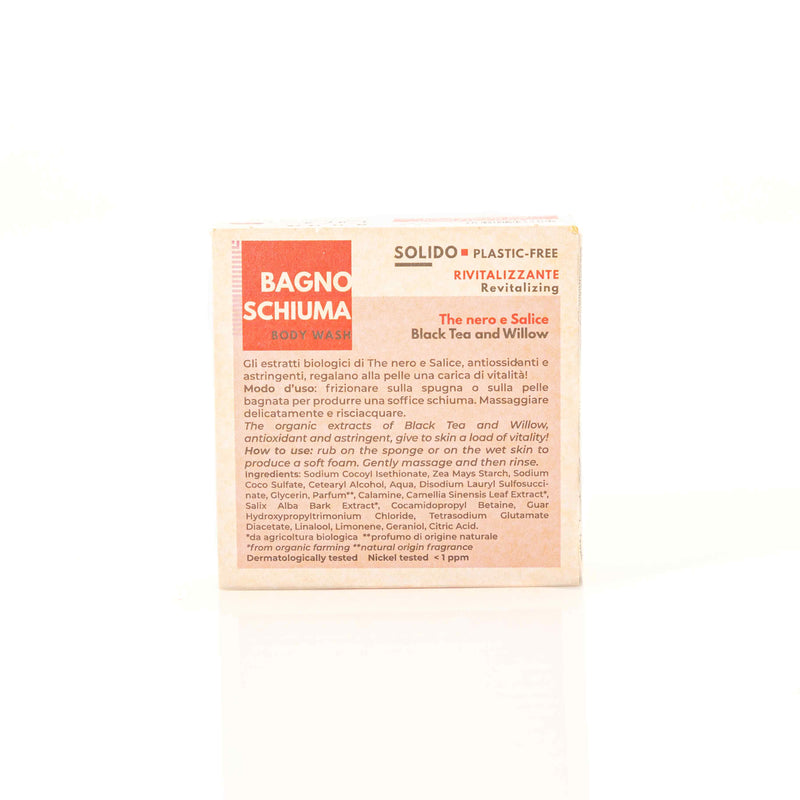 SOLIDO ▪ PLASTIC-FREE
BAGNO
SCHIUMA
BODY WASH
RIVITALIZZANTE
Revitalizing
The nero e Salice
Black Tea and Willow
Gli estratti biologici di The nero e Salice, antiossidanti e
astringenti, regalano alla pelle una carica di vitalità!
Modo d'uso: frizionare sulla spugna o sulla pelle
bagnata per produrre una soffice schiuma. Massaggiare
delicatamente e risciacquare.
The organic extracts of Black Tea and Willow,
antioxidant and astringent, give to skin a load of vitality!
How to use: rub on the sponge or on the wet skin to
produce a soft foam. Gently massage and then rinse.
Ingredients: Sodium Cocoyl Isethionate, Zea Mays Starch, Sodium
Coco Sulfate, Cetearyl Alcohol, Aqua, Disodium Lauryl Sulfosucci-
nate, Glycerin, Parfum**, Calamine, Camellia Sinensis Leaf Extract*,
Salix Alba Bark Extract*, Cocamidopropyl Betaine, Guar
Hydroxypropyltrimonium Chloride, Tetrasodium Glutamate
Diacetate, Linalool, Limonene, Geraniol, Citric Acid.
*da agricoltura biologica **profumo di origine naturale
*from organic farming **natural origin fragrance
Dermatologically tested Nickel tested < 1 ppm